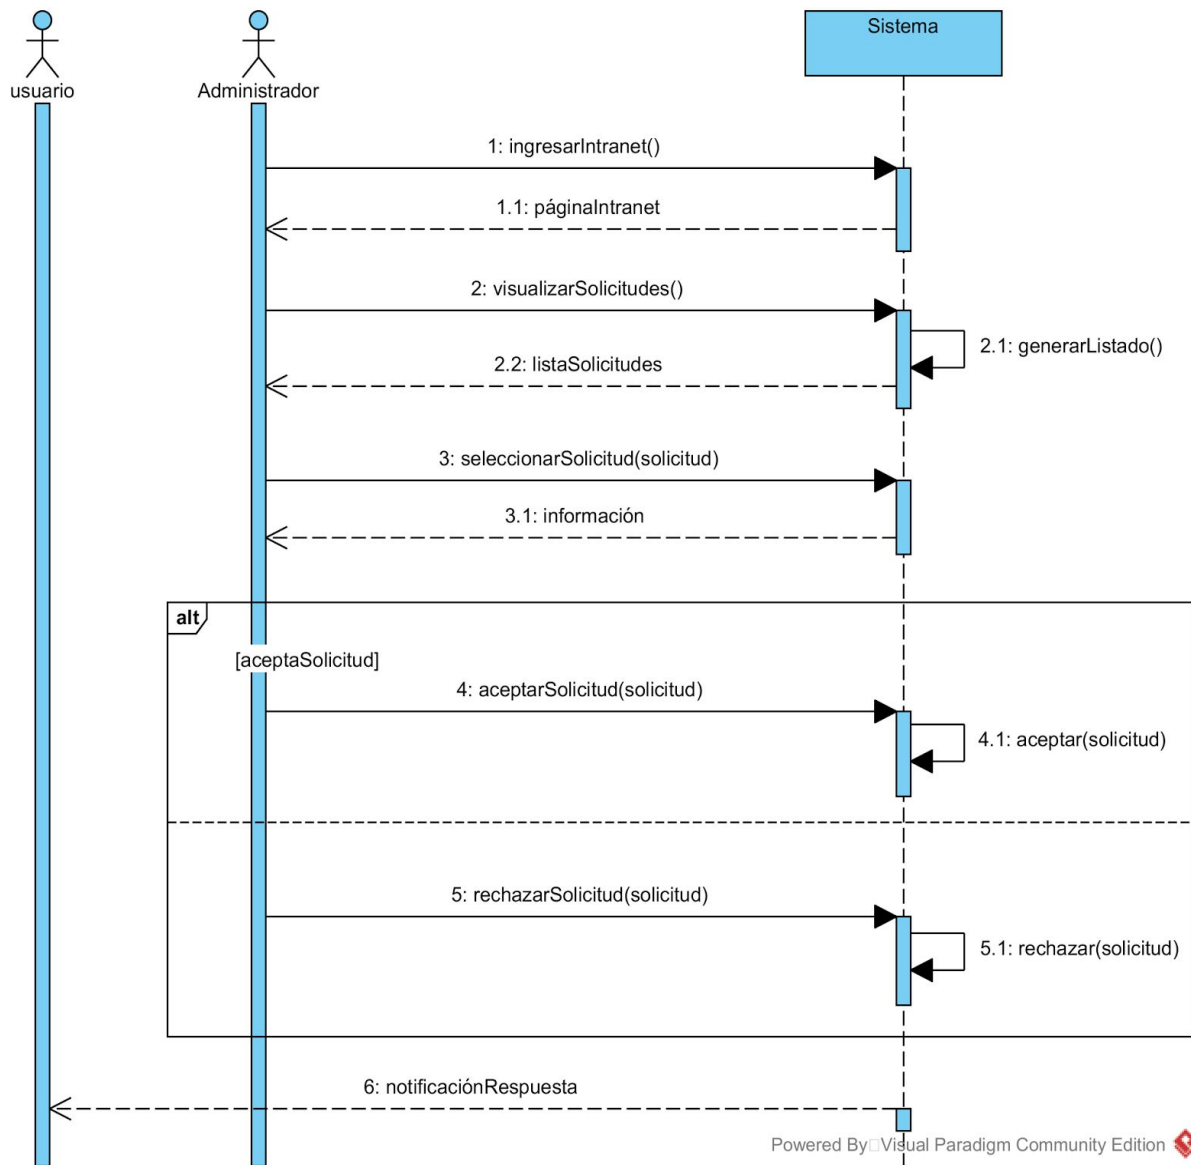 Sistema
usuario
Administrador
1: ingresarIntranet()
1.1: páginaIntranet
2: visualizarSolicitudes()
2.1: generarListado()
2.2: listaSolicitudes
3: seleccionarSolicitud(solicitud)
3.1: información
alt
[aceptaSolicitud]
4: aceptarSolicitud(solicitud)
4.1: aceptar(solicitud)
5: rechazarSolicitud(solicitud)
5.1: rechazar(solicitud)
6: notificaciónRespuesta
Powered By Visual Paradigm Community Edition